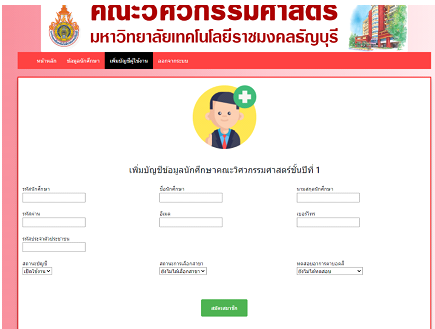 คณะวิศวกรรมศาสตร์
มหาวิทยาลัยเทคโนโลยีราชมงคลธัญบุรี
หน้าหลัก ข้อมูลนักศึกษา เพิ่มบัญชีผู้ใช้งาน ออกจากระบบ
เพิ่มบัญชีข้อมูลนักศึกษาคณะวิศวกรรมศาสตร์ชั้นปีที่ 1
รหัสนักศึกษา ชื่อนักศึกษา นามสกุลนักศึกษา
รหัสผ่าน อีเมล เบอร์โทร
รหัสประจำตัวประชาชน
สถานะบัญชี สถานะการเลือกสาขา ทดสอบอาการตาบอดสี
เปิดใช้งาน ยังไม่ได้เลือกสาขา ยังไม่ได้ทดสอบ
สมัครสมาชิก